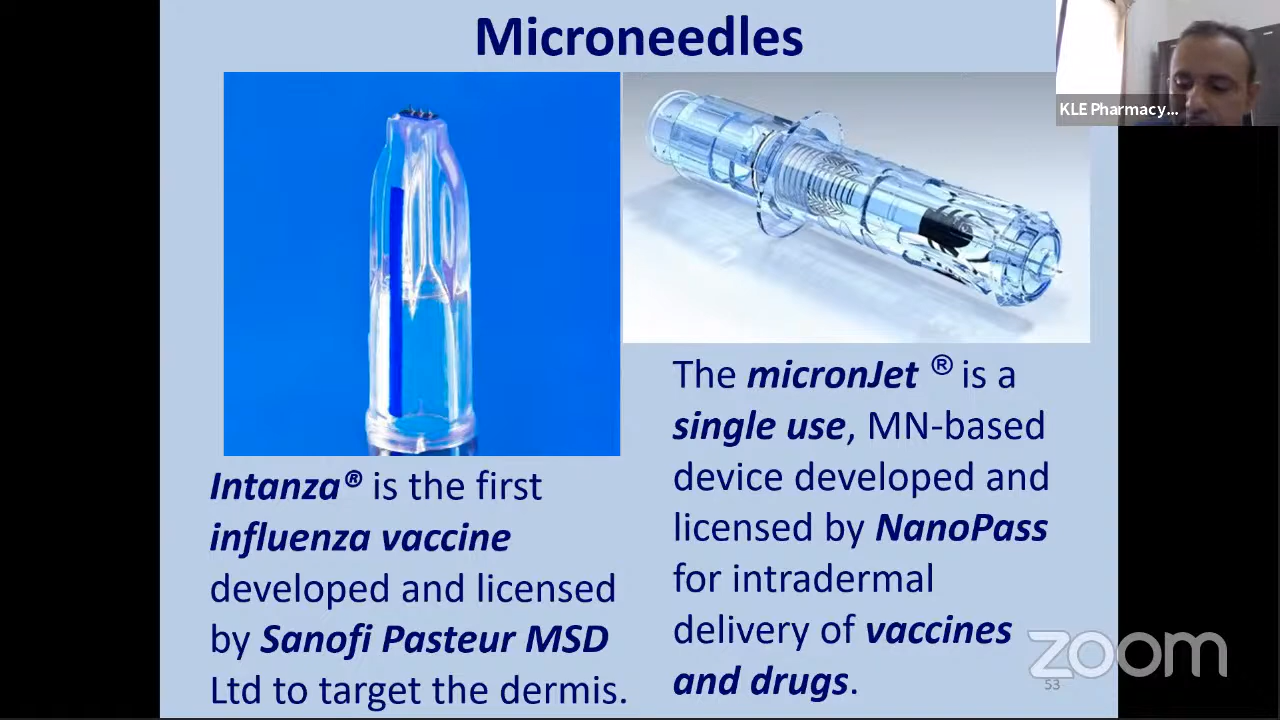 Microneedles
KLE Pharmacy...
Intanza® is the first
influenza vaccine
developed and licensed
by Sanofi Pasteur MSD
Ltd to target the dermis.
The micronJet ® is a
single use, MN-based
device developed and
licensed by NanoPass
for intradermal
delivery of vaccines
and drugs.
zoom
53